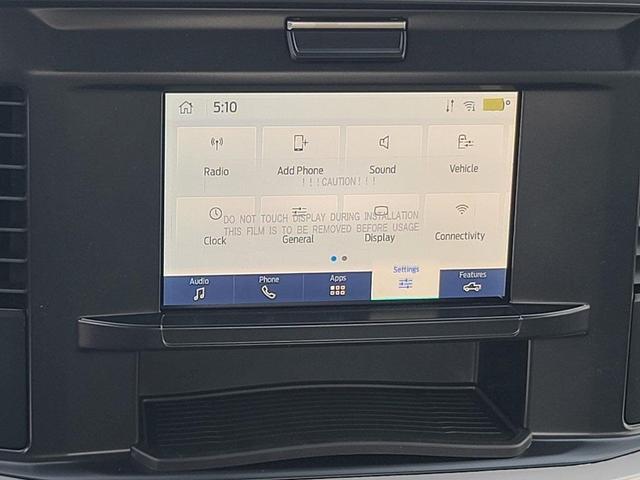 5:10
Radio
Add Phone
Sound
Vehicle
!!!CAUTION!!!
DO NOT TOUCH DISPLAY DURING INSTALLATION
THIS FILM IS TO BE REMOVED BEFORE USAGE
Clock
General
Display
Connectivity
Audio
Phone
Apps
Settings
Features